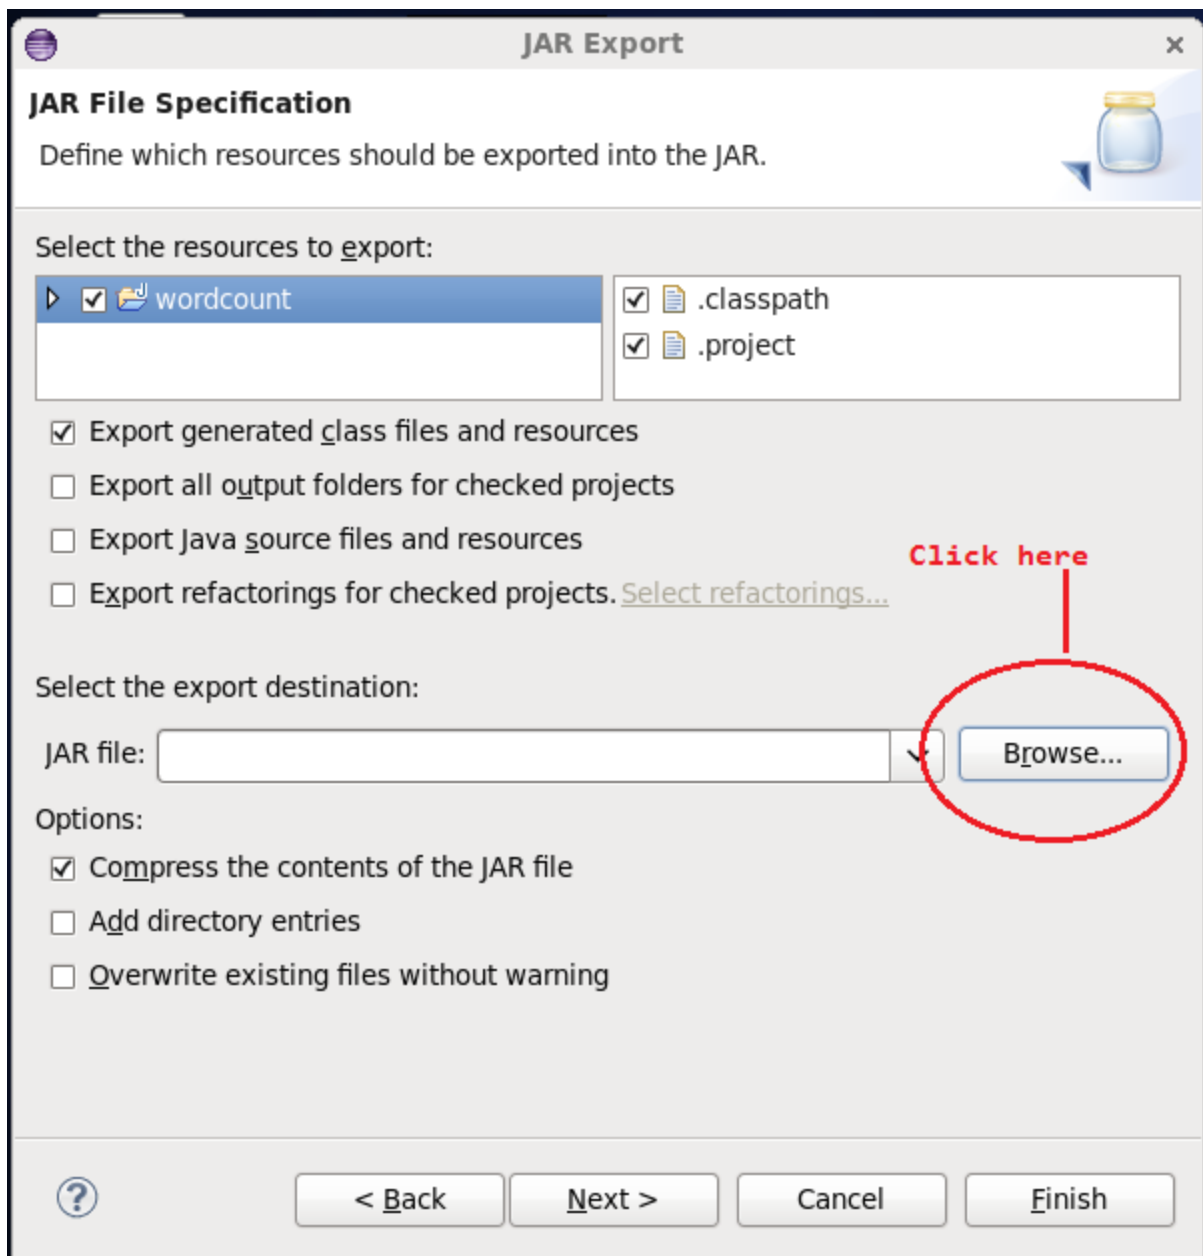 JAR Export
JAR File Specification
Define which resources should be exported into the JAR.
Select the resources to export:
wordcount
.classpath
.project
Export generated class files and resources
Export all output folders for checked projects
Export Java source files and resources
Click here
Export refactorings for checked projects. Select refactorings...
Select the export destination:
JAR file:
Browse...
Options:
Compress the contents of the JAR file
Add directory entries
Overwrite existing files without warning
? < Back Next > Cancel Finish